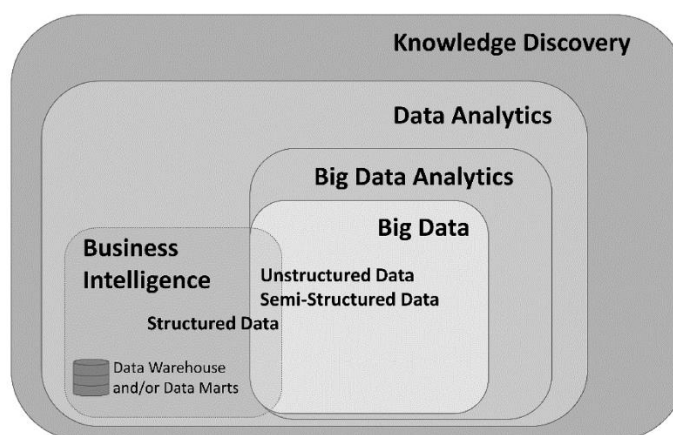 Knowledge Discovery
Data Analytics
Big Data Analytics
Big Data
Business
Intelligence
Unstructured Data
Semi-Structured Data
Structured Data
Data Warehouse
and/or Data Marts